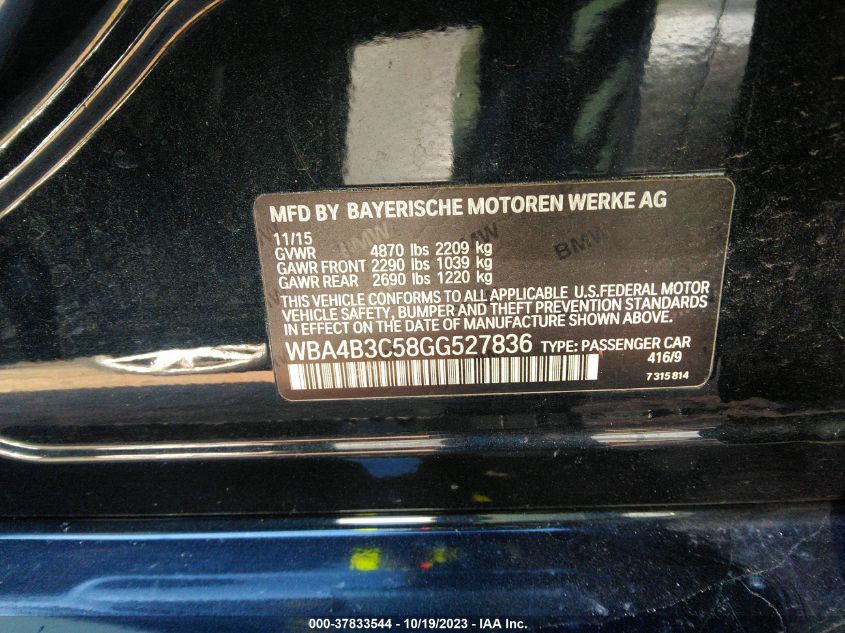 MFD BY BAYERISCHE MOTOREN WERKE AG
11/15
GVWR 4870 lbs 2209 kg
GAWR FRONT 2290 lbs 1039 kg
GAWR REAR 2690 lbs 1220 kg
THIS VEHICLE CONFORMS TO ALL APPLICABLE U.S.FEDERAL MOTOR
VEHICLE SAFETY, BUMPER AND THEFT PREVENTION STANDARDS
IN EFFECT ON THE DATE OF MANUFACTURE SHOWN ABOVE.
WBA4B3C58GG527836 TYPE: PASSENGER CAR
416/9
7 315 814
BMW
BMW
000-37833544 - 10/19/2023 - IAA Inc.